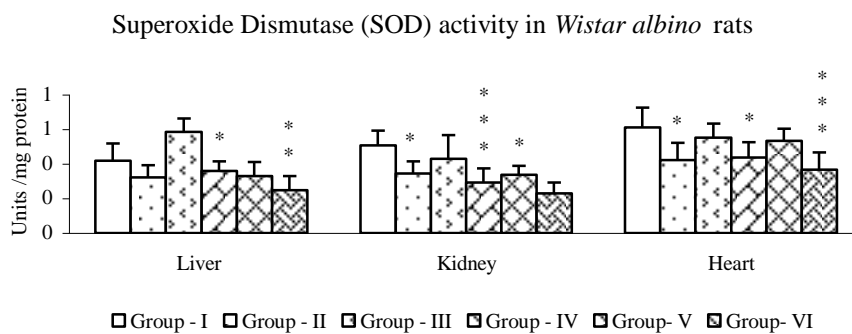 Superoxide Dismutase (SOD) activity in Wistar albino rats
Units /mg protein
1
1
0
0
0
*
* *
*
* * *
*
*
*
* * *
Liver Kidney Heart
Group - I Group - II Group - III Group - IV Group- V Group- VI